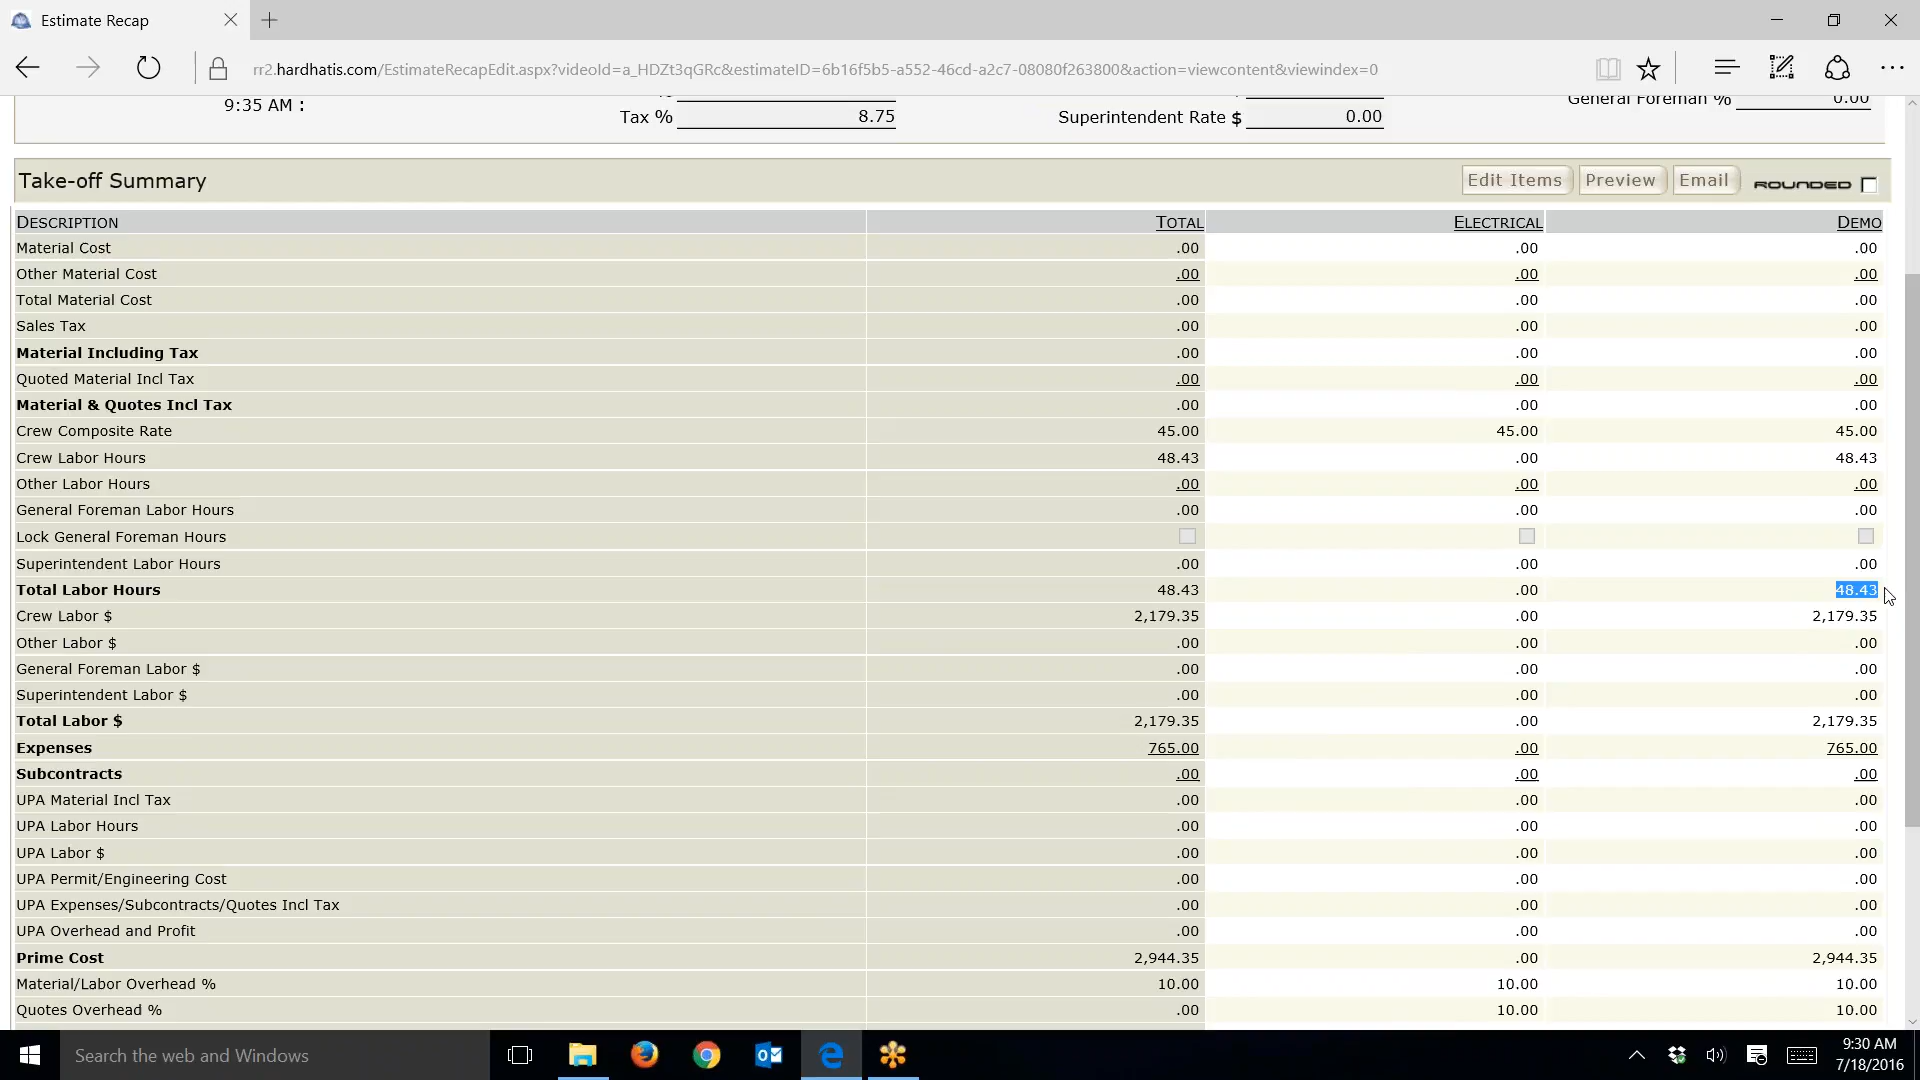 Estimate Recap
rr2.hardhatis.com/EstimateRecapEdit.aspx?videoId=a_HDZt3qGRc&estimateID=6b16f5b5-a552-46cd-a2c7-08080f263800&action=viewcontent&viewindex=0
9:35 AM :
General Foreman % 0.00
Tax % 8.75 Superintendent Rate $ 0.00
Take-off Summary Edit Items Preview Email ROUNDED
DESCRIPTION TOTAL ELECTRICAL DEMO
Material Cost .00 .00 .00
Other Material Cost .00 .00 .00
Total Material Cost .00 .00 .00
Sales Tax .00 .00 .00
Material Including Tax .00 .00 .00
Quoted Material Incl Tax .00 .00 .00
Material & Quotes Incl Tax .00 .00 .00
Crew Composite Rate 45.00 45.00 45.00
Crew Labor Hours 48.43 .00 48.43
Other Labor Hours .00 .00 .00
General Foreman Labor Hours .00 .00 .00
Lock General Foreman Hours
Superintendent Labor Hours .00 .00 .00
Total Labor Hours 48.43 .00 48.43
Crew Labor $ 2,179.35 .00 2,179.35
Other Labor $ .00 .00 .00
General Foreman Labor $ .00 .00 .00
Superintendent Labor $ .00 .00 .00
Total Labor $ 2,179.35 .00 2,179.35
Expenses 765.00 .00 765.00
Subcontracts .00 .00 .00
UPA Material Incl Tax .00 .00 .00
UPA Labor Hours .00 .00 .00
UPA Labor $ .00 .00 .00
UPA Permit/Engineering Cost .00 .00 .00
UPA Expenses/Subcontracts/Quotes Incl Tax .00 .00 .00
UPA Overhead and Profit .00 .00 .00
Prime Cost 2,944.35 .00 2,944.35
Material/Labor Overhead % 10.00 10.00 10.00
Quotes Overhead % .00 10.00 10.00
Search the web and Windows
9:30 AM
7/18/2016